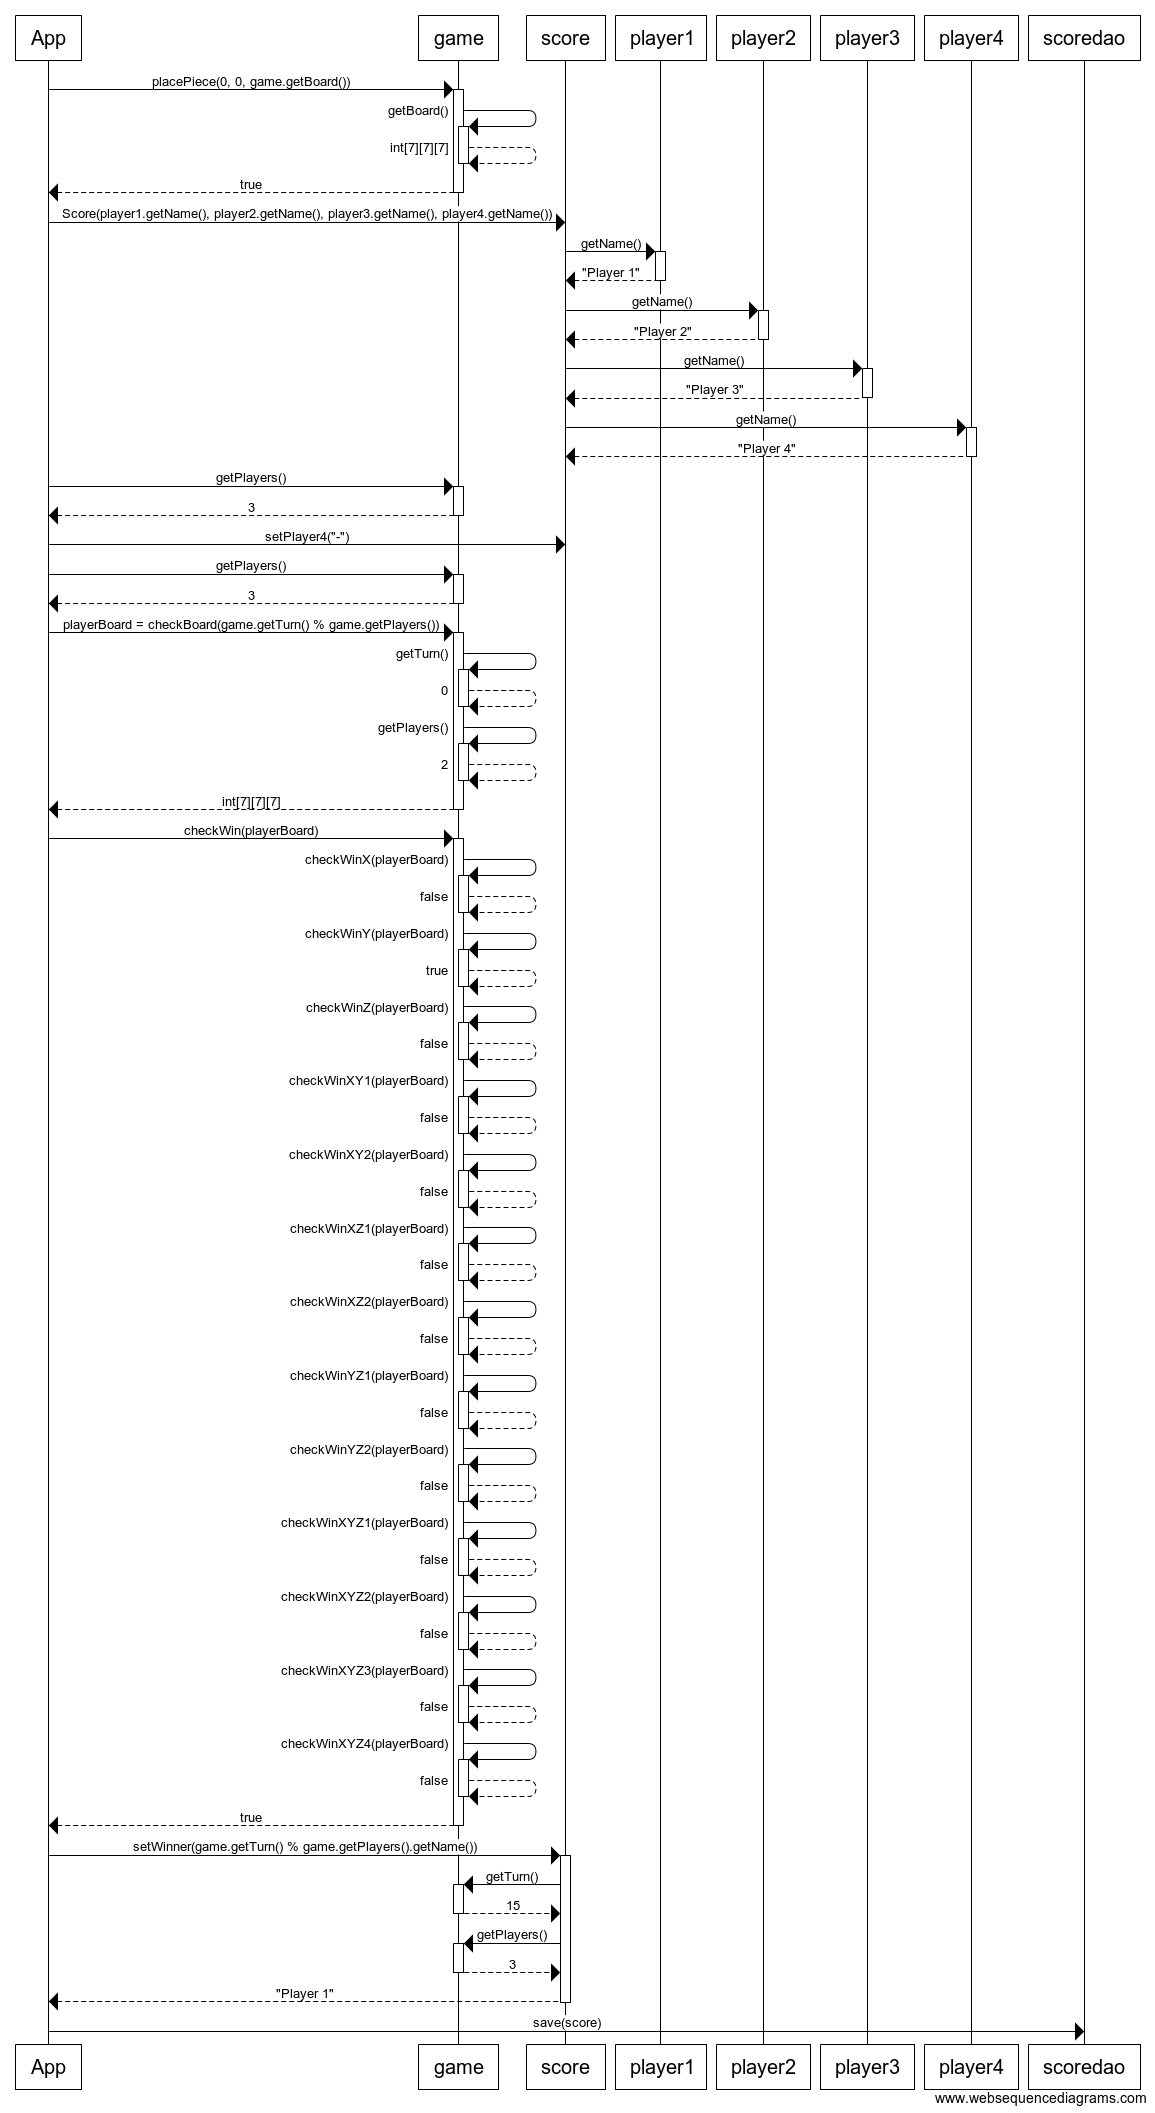 App game score player1 player2 player3 player4 scoredao
placePiece(0, 0, game.getBoard())
getBoard()
int[7][7][7]
true
Score(player1.getName(), player2.getName(), player3.getName(), player4.getName())
getName()
"Player 1"
getName()
"Player 2"
getName()
"Player 3"
getName()
"Player 4"
getPlayers()
3
setPlayer4("-")
getPlayers()
3
playerBoard = checkBoard(game.getTurn() % game.getPlayers())
getTurn()
0
getPlayers()
2
int[7][7][7]
checkWin(playerBoard)
checkWinX(playerBoard)
false
checkWinY(playerBoard)
true
checkWinZ(playerBoard)
false
checkWinXY1(playerBoard)
false
checkWinXY2(playerBoard)
false
checkWinXZ1(playerBoard)
false
checkWinXZ2(playerBoard)
false
checkWinYZ1(playerBoard)
false
checkWinYZ2(playerBoard)
false
checkWinXYZ1(playerBoard)
false
checkWinXYZ2(playerBoard)
false
checkWinXYZ3(playerBoard)
false
checkWinXYZ4(playerBoard)
false
true
setWinner(game.getTurn() % game.getPlayers().getName())
getTurn()
15
getPlayers()
3
"Player 1"
save(score)
App game score player1 player2 player3 player4 scoredao
www.websequencediagrams.com